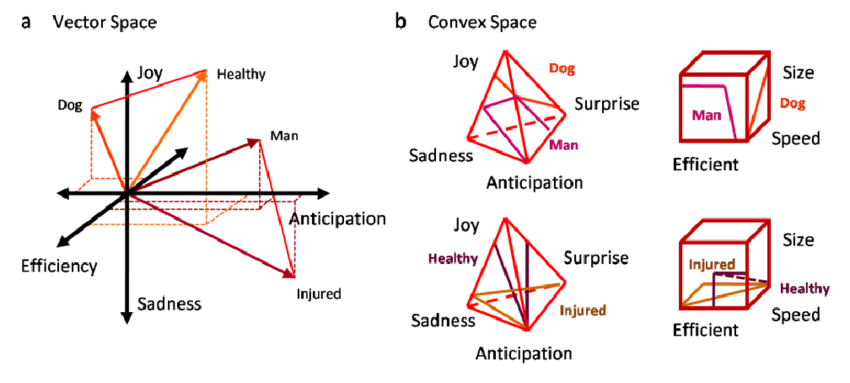 a Vector Space
Joy
Healthy
Dog
Man
Anticipation
Efficiency
Injured
Sadness
b Convex Space
Joy
Dog
Surprise
Man
Sadness
Anticipation
Size
Dog
Man
Speed
Efficient
Joy
Healthy
Surprise
Injured
Sadness
Anticipation
Size
Injured
Healthy
Speed
Efficient